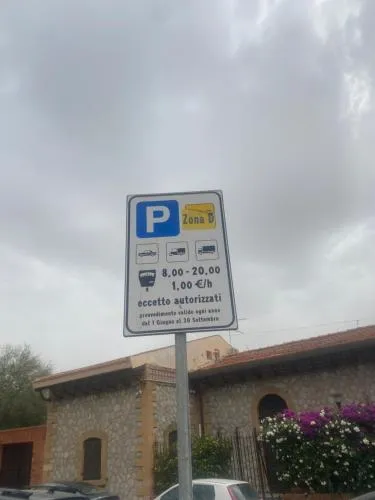 P Zona D
8,00-20,00
1,00 €/h
eccetto autorizzati
provvedimento valido ogni anno
dal 1 Giugno al 30 Settembre